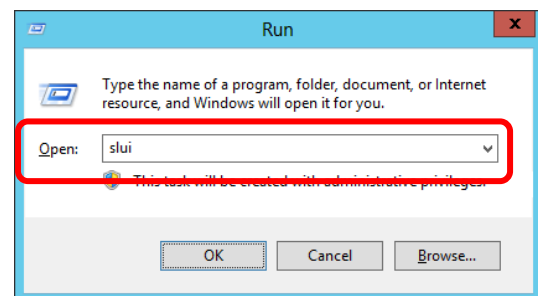 Run
x
Type the name of a program, folder, document, or Internet
resource, and Windows will open it for you.
Open: slui
This task will be created with administrative privileges.
OK Cancel Browse...